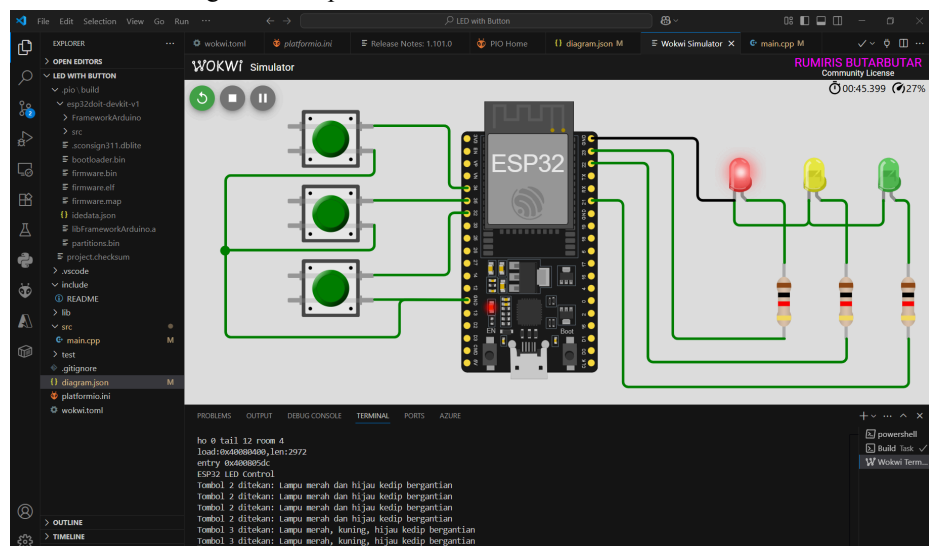 File Edit Selection View Go Run ... LED with Button
EXPLORER
wokwi.toml platformio.ini Release Notes: 1.101.0 PIO Home diagram.json M Wokwi Simulator main.cpp M
OPEN EDITORS
LED WITH BUTTON
.pio \ build
esp32doit-devkit-v1
FrameworkArduino
src
.sconsign311.dblite
bootloader.bin
firmware.bin
firmware.elf
firmware.map
idedata.json
libFrameworkArduino.a
partitions.bin
project.checksum
.vscode
include
README
lib
src
main.cpp M
test
.gitignore
diagram.json M
platformio.ini
wokwi.toml
OUTLINE
TIMELINE
WOKWI Simulator
RUMIRIS BUTARBUTAR
Community License
00:45.399 27%
ESP32
EN Boot
PROBLEMS OUTPUT DEBUG CONSOLE TERMINAL PORTS AZURE
ho 0 tail 12 room 4
load:0x40080400,len:2972
entry 0x400805dc
ESP32 LED Control
Tombol 2 ditekan: Lampu merah dan hijau kedip bergantian
Tombol 2 ditekan: Lampu merah dan hijau kedip bergantian
Tombol 2 ditekan: Lampu merah dan hijau kedip bergantian
Tombol 2 ditekan: Lampu merah dan hijau kedip bergantian
Tombol 3 ditekan: Lampu merah, kuning, hijau kedip bergantian
Tombol 3 ditekan: Lampu merah, kuning, hijau kedip bergantian
powershell
Build Task
Wokwi Term...